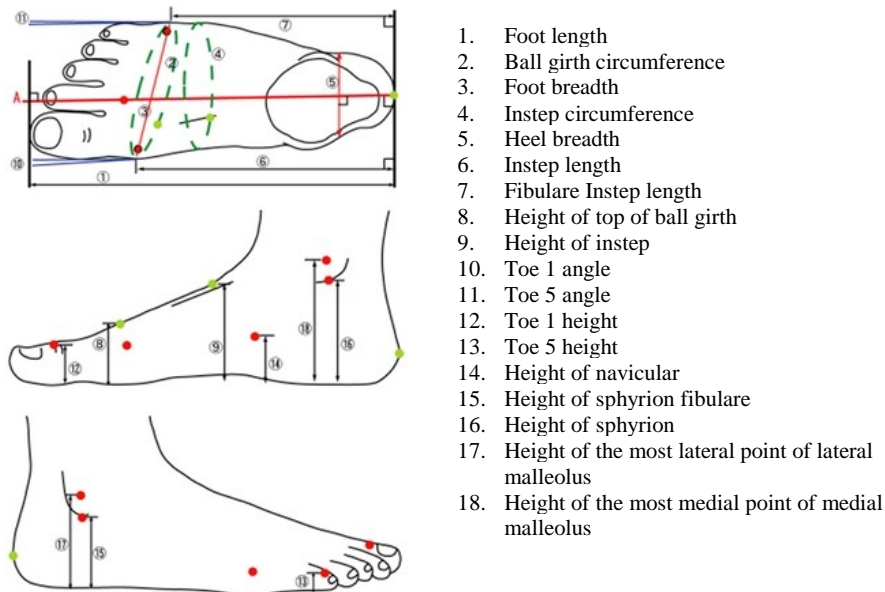 ⑪
⑦
④
②
⑤
A
③
⑩
⑥
①
⑱
⑧
⑨
⑯
⑭
⑫
⑰
⑮
⑬
1. Foot length
2. Ball girth circumference
3. Foot breadth
4. Instep circumference
5. Heel breadth
6. Instep length
7. Fibulare Instep length
8. Height of top of ball girth
9. Height of instep
10. Toe 1 angle
11. Toe 5 angle
12. Toe 1 height
13. Toe 5 height
14. Height of navicular
15. Height of sphyrion fibulare
16. Height of sphyrion
17. Height of the most lateral point of lateral
malleolus
18. Height of the most medial point of medial
malleolus